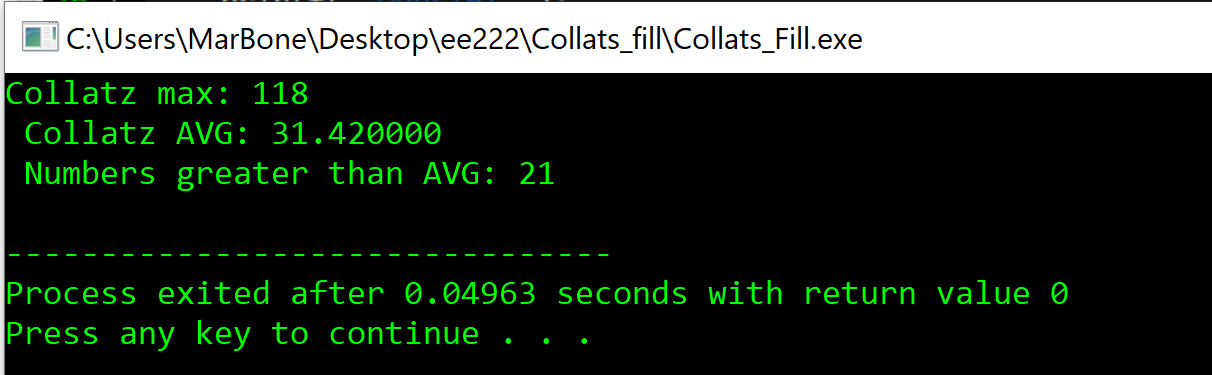 C:\Users\MarBone\Desktop\ee222\Collats_fill\Collats_Fill.exe
Collatz max: 118
 Collatz AVG: 31.420000
 Numbers greater than AVG: 21

--------------------------------
Process exited after 0.04963 seconds with return value 0
Press any key to continue . . .